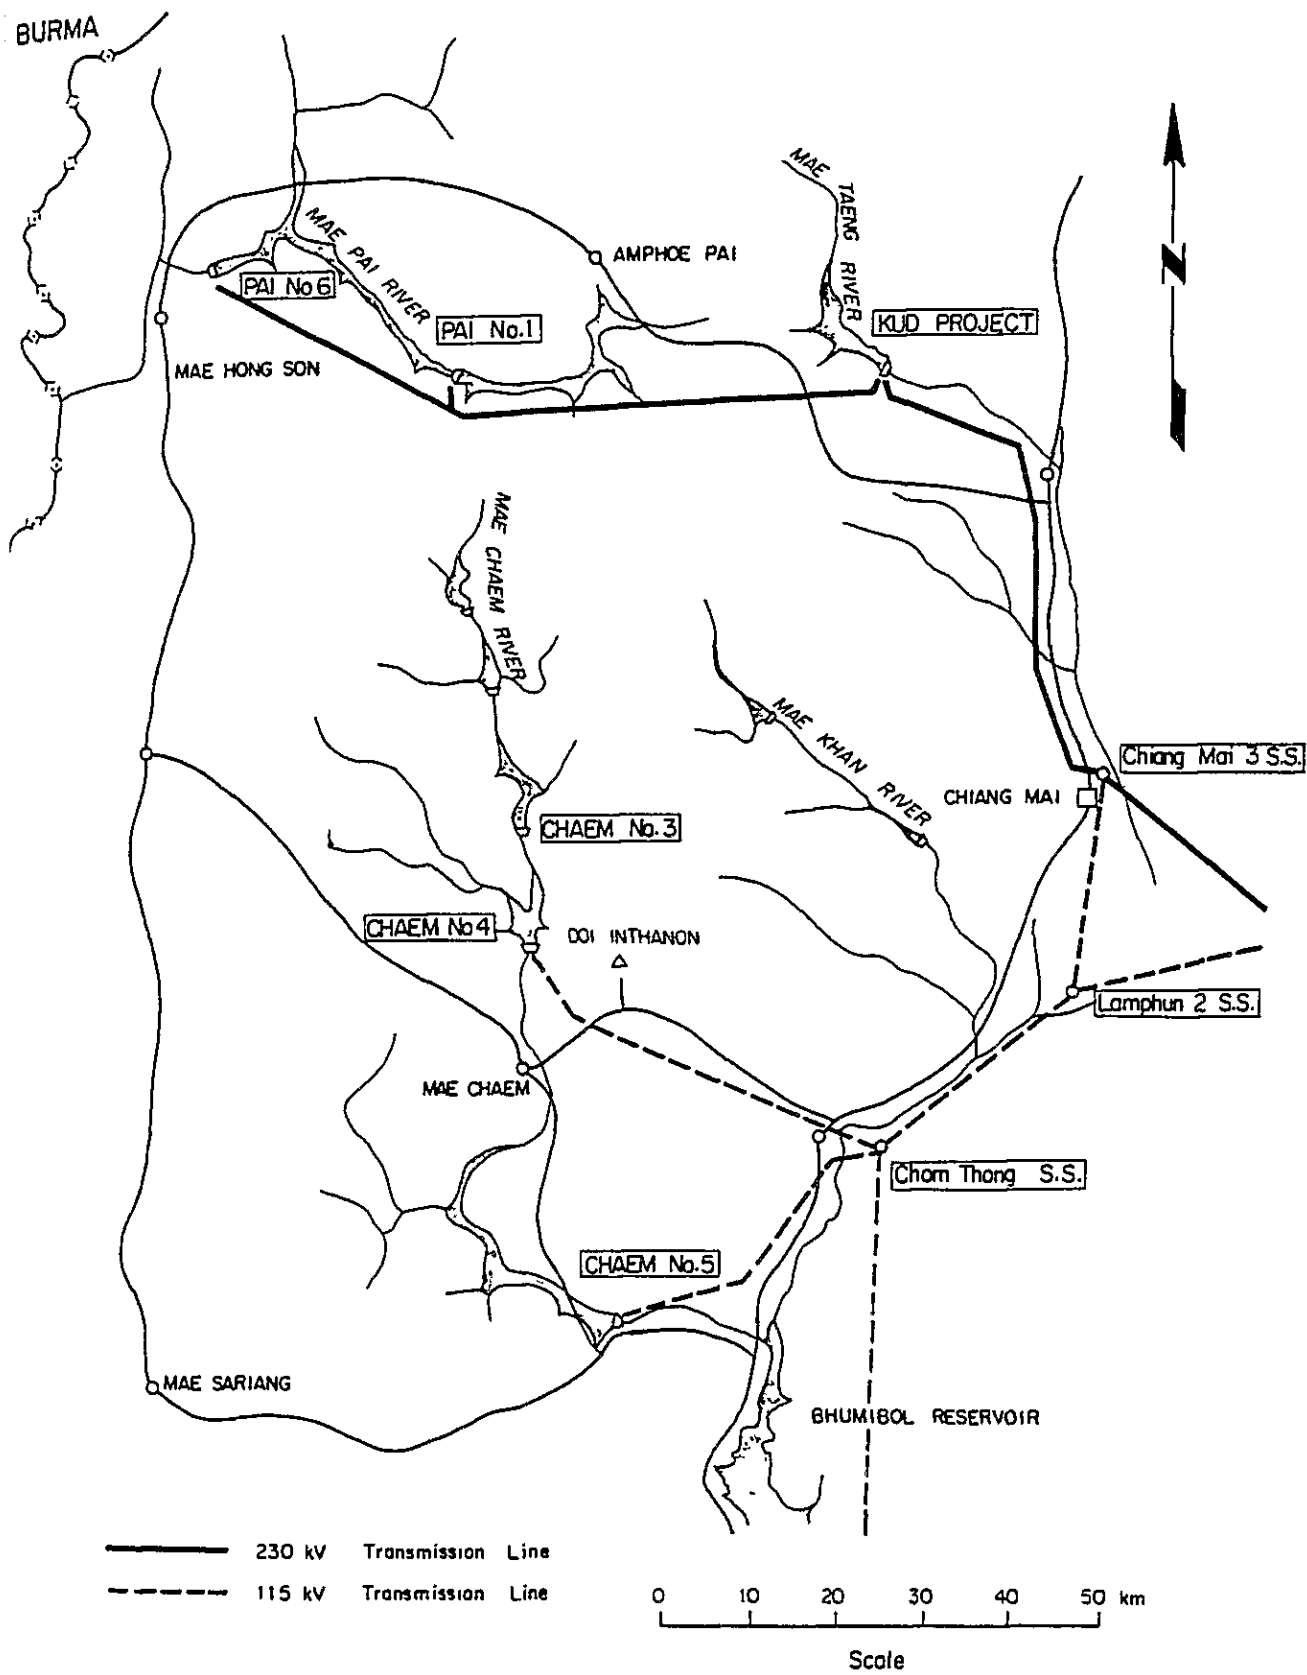 BURMA
MAE TAENG RIVER
MAE PAI RIVER
AMPHOE PAI
N
PAI No 6
PAI No.1
KUD PROJECT
MAE HONG SON
MAE CHAEM RIVER
MAE KHAN RIVER
Chiang Mai 3 S.S.
CHIANG MAI
CHAEM No.3
CHAEM No 4
DOI INTHANON
Lamphun 2 S.S.
MAE CHAEM
Chom Thong S.S.
CHAEM No.5
MAE SARIANG
BHUMIBOL RESERVOIR
230 kV Transmission Line
115 kV Transmission Line
0 10 20 30 40 50 km
Scale